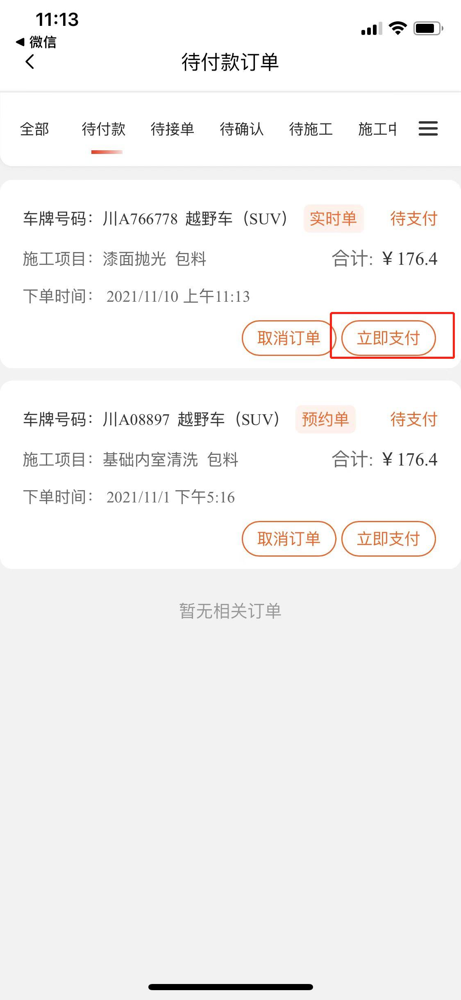 11:13
微信
待付款订单
全部 待付款 待接单 待确认 待施工 施工中
车牌号码：川A766778 越野车（SUV） 实时单 待支付
施工项目：漆面抛光 包料 合计: ¥ 176.4
下单时间： 2021/11/10 上午11:13
取消订单 立即支付
车牌号码：川A08897 越野车（SUV） 预约单 待支付
施工项目：基础内室清洗 包料 合计: ¥ 176.4
下单时间： 2021/11/1 下午5:16
取消订单 立即支付
暂无相关订单